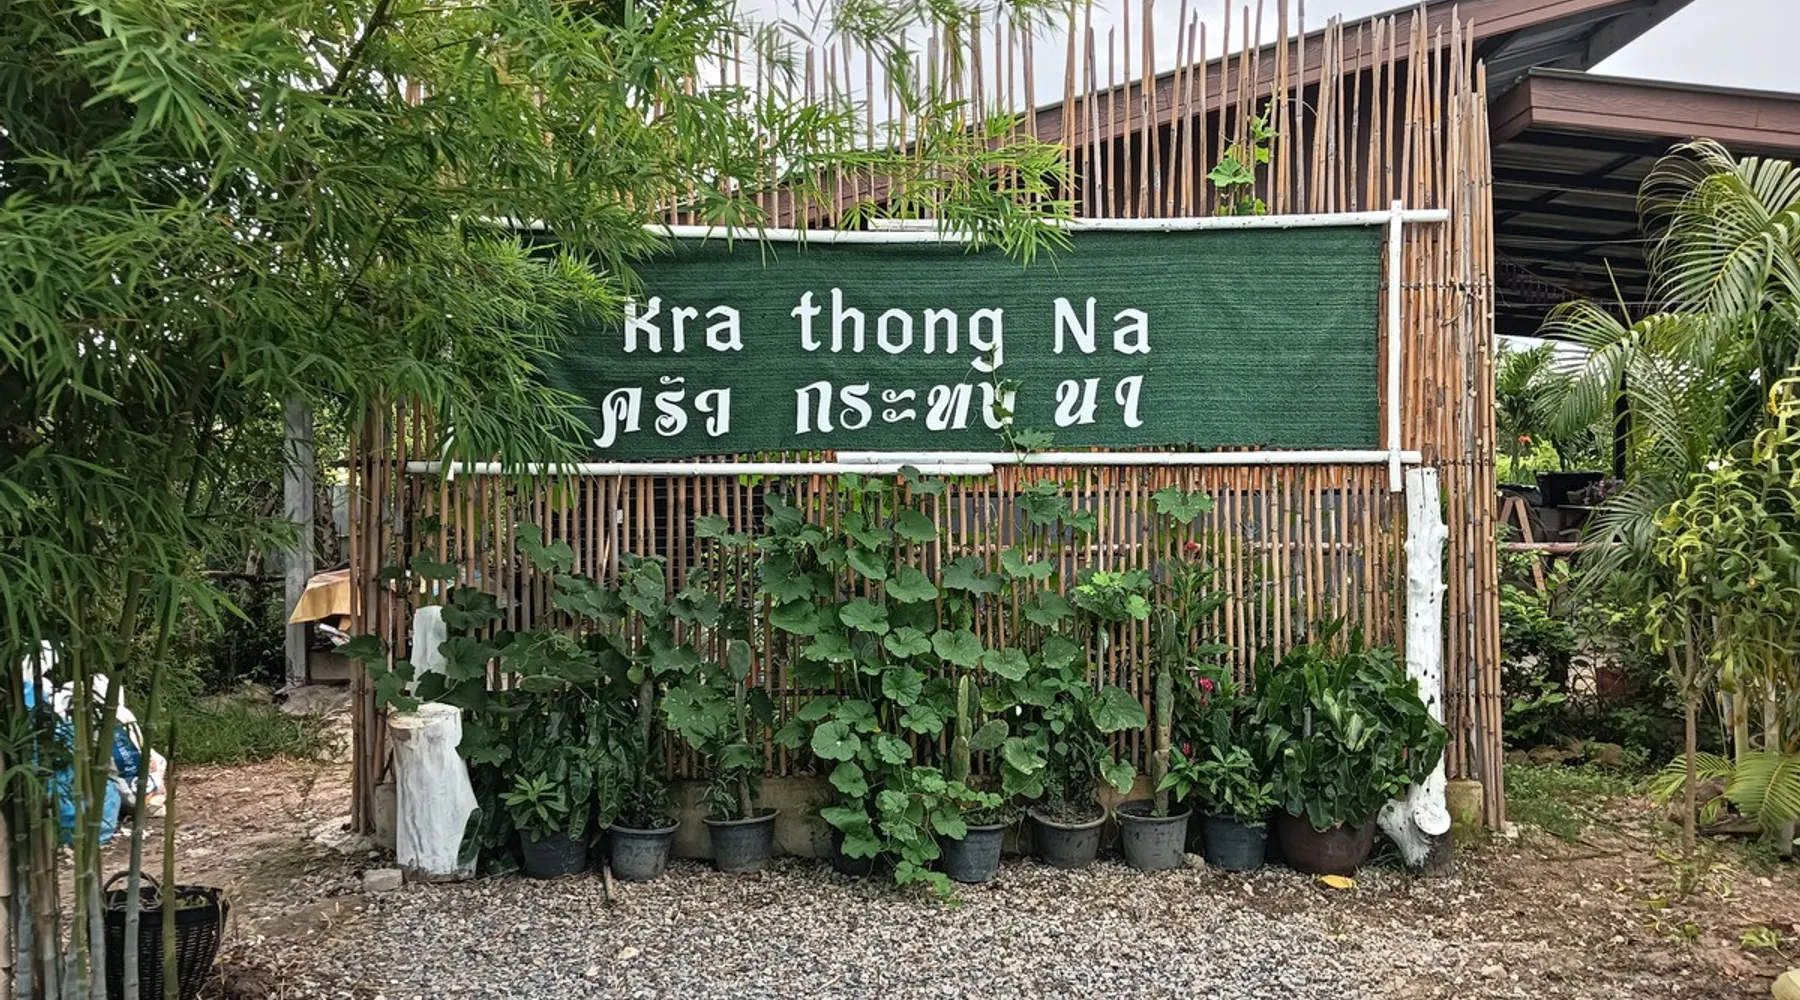 Kra thong Na
ครัว กระทง นา